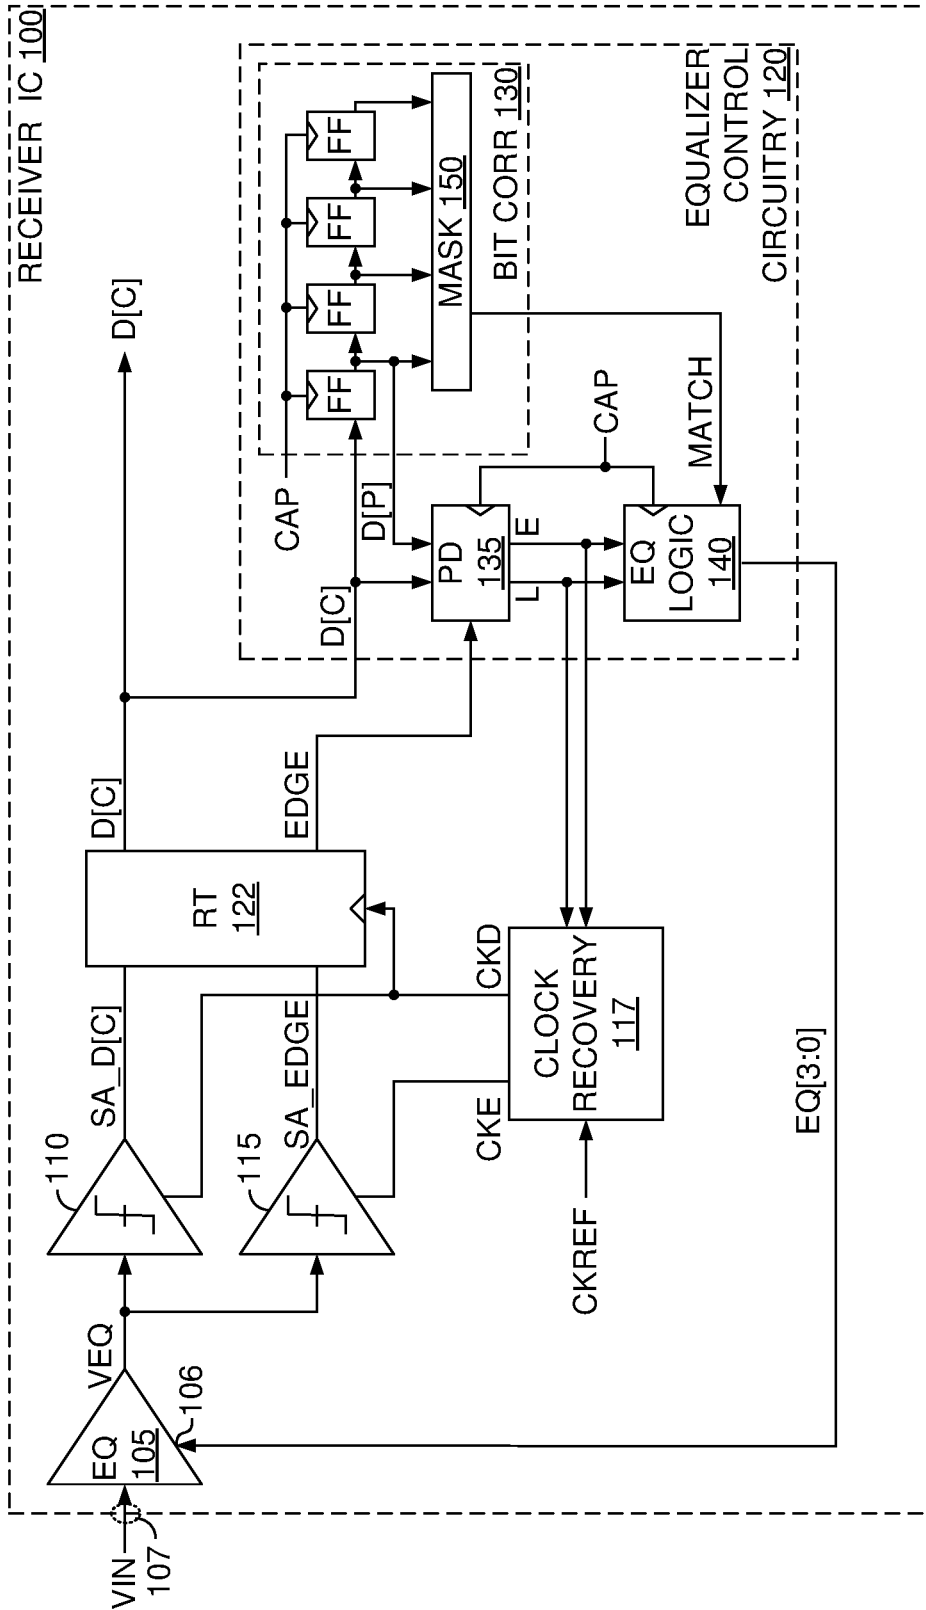 RECEIVER IC 100
EQUALIZER
CONTROL
CIRCUITRY 120
BIT CORR 130
MASK 150
FF
FF
FF
FF
CAP
D[C]
D[P]
D[C]
CAP
MATCH
PD
135
E
L
EQ
LOGIC
140
D[C]
EDGE
RT
122
SA_D[C]
SA_EDGE
CKD
CKE
CLOCK
RECOVERY
117
CKREF
EQ[3:0]
110
115
VEQ
EQ
105
106
VIN
107